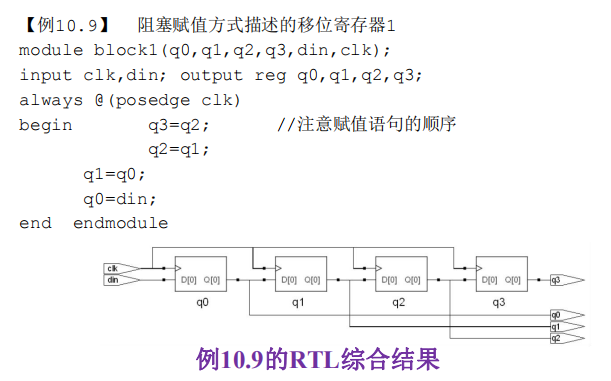 【例10.9】 阻塞赋值方式描述的移位寄存器1
module block1(q0,q1,q2,q3,din,clk);
input clk,din; output reg q0,q1,q2,q3;
always @(posedge clk)
begin q3=q2; //注意赋值语句的顺序
q2=q1;
q1=q0;
q0=din;
end endmodule
clk
din
D[0] Q[0] D[0] Q[0] D[0] Q[0] D[0] Q[0]
q3
q0 q1 q2 q3
q0
q1
q2
例10.9的RTL综合结果